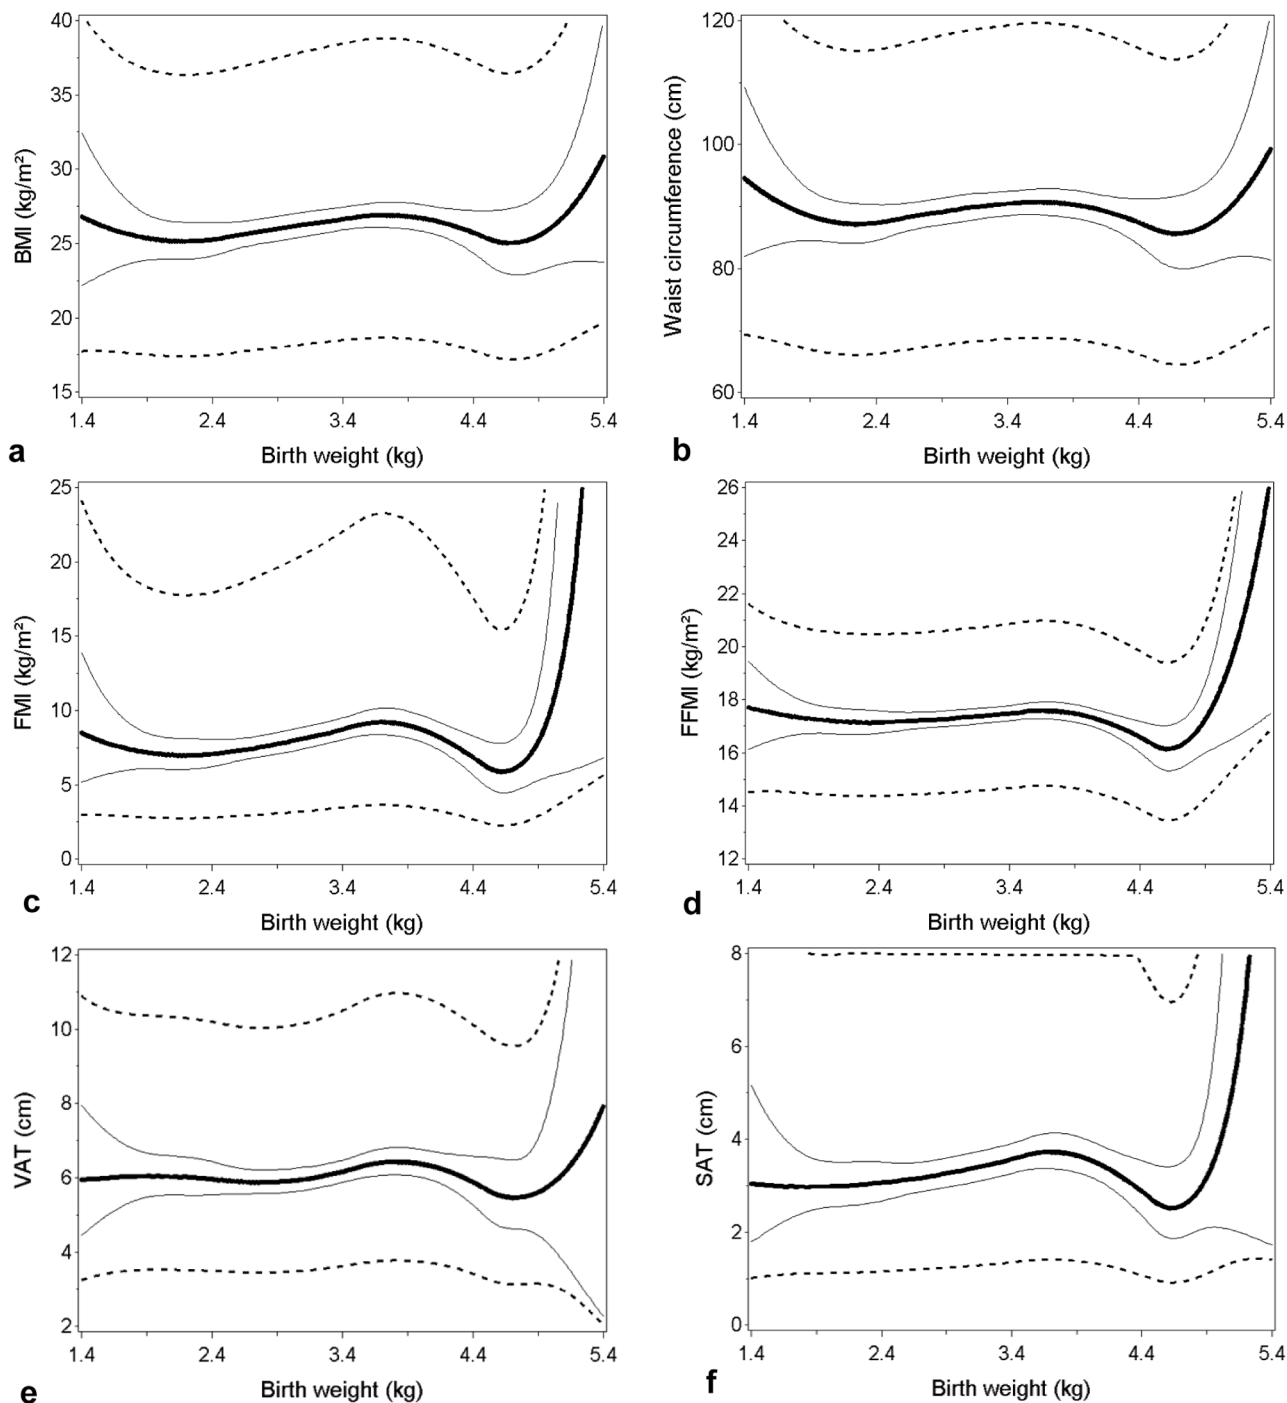 40
35
30
25
20
15
BMI (kg/m²)
1.4 2.4 3.4 4.4 5.4
Birth weight (kg)
a
120
100
80
60
Waist circumference (cm)
1.4 2.4 3.4 4.4 5.4
Birth weight (kg)
b
25
20
15
10
5
0
FMI (kg/m²)
1.4 2.4 3.4 4.4 5.4
Birth weight (kg)
c
26
24
22
20
18
16
14
12
FFMI (kg/m²)
1.4 2.4 3.4 4.4 5.4
Birth weight (kg)
d
12
10
8
6
4
2
VAT (cm)
1.4 2.4 3.4 4.4 5.4
Birth weight (kg)
e
8
6
4
2
0
SAT (cm)
1.4 2.4 3.4 4.4 5.4
Birth weight (kg)
f